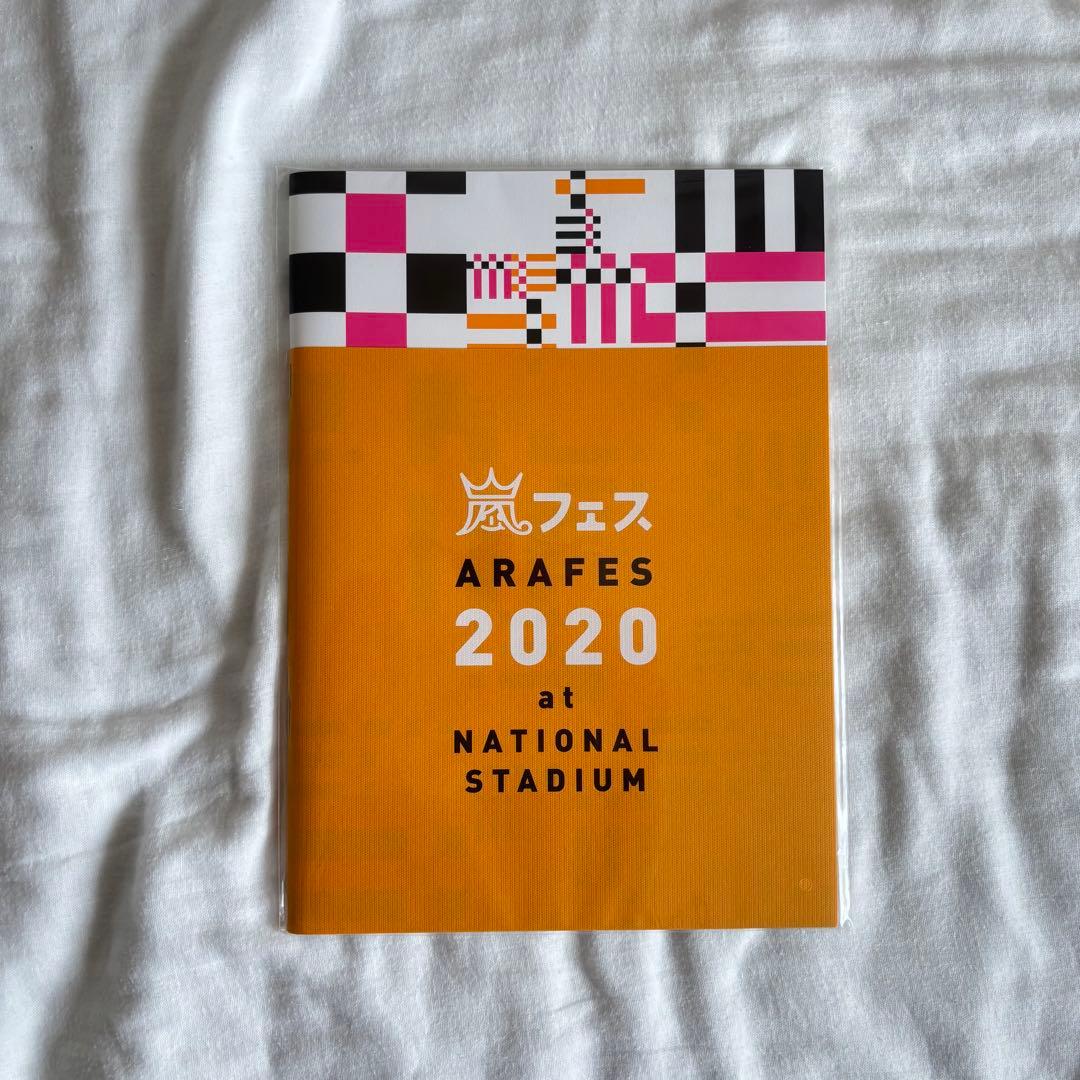 嵐フェス
ARAFES
2020
at
NATIONAL
STADIUM